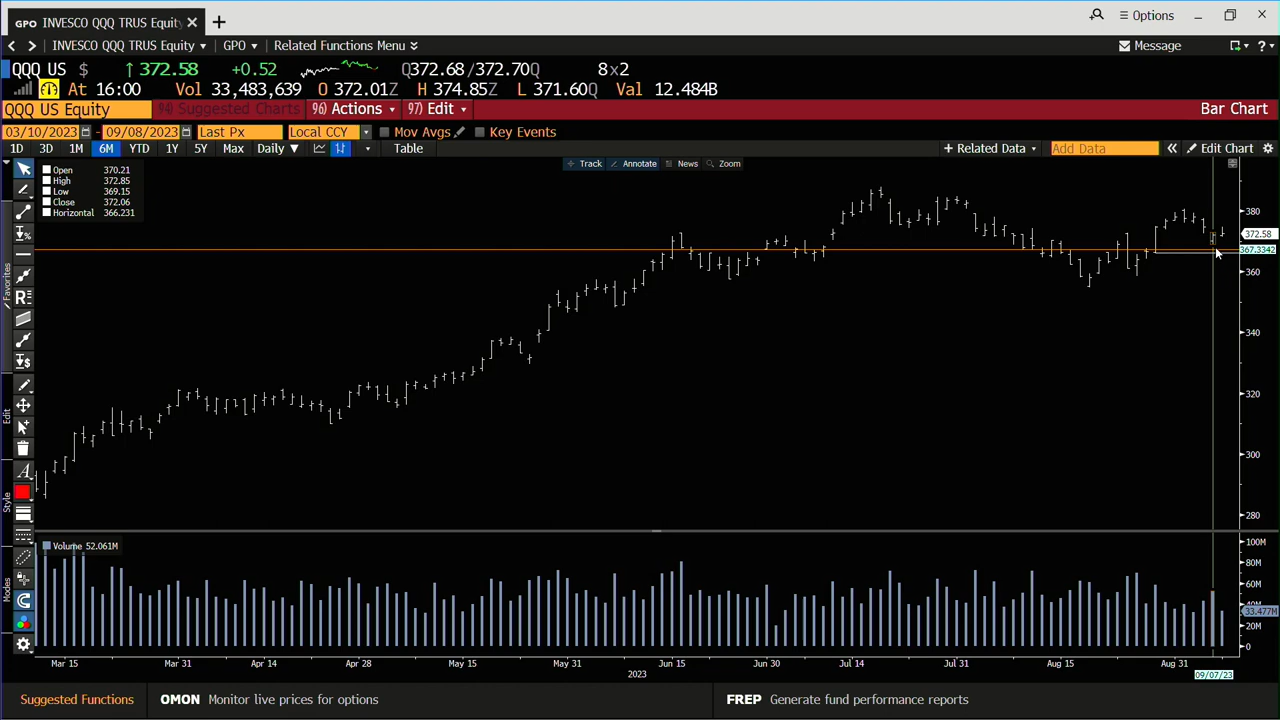 GPO INVESCO QQQ TRUS Equity × +
Options
INVESCO QQQ TRUS Equity GPO Related Functions Menu
Message
QQQ US $ ↑ 372.58 +0.52 Q372.68/372.70Q 8x2
At 16:00 Vol 33,483,639 O 372.01Z H 374.85Z L 371.60Q Val 12.484B
QQQ US Equity 94) Suggested Charts 96) Actions 97) Edit Bar Chart
03/10/2023 - 09/08/2023 Last Px Local CCY Mov Avgs Key Events
1D 3D 1M 6M YTD 1Y 5Y Max Daily ▼ Table + Related Data Add Data « Edit Chart
Track Annotate News Zoom
Open 370.21
High 372.85
Low 369.15
Close 372.06
Horizontal 366.231
380
372.58
367.3342
360
340
320
300
280
Favorites
Edit
Style
Modes
Volume 52.061M
100M
80M
60M
40M
33.477M
20M
0
Mar 15 Mar 31 Apr 14 Apr 28 May 15 May 31 Jun 15 Jun 30 Jul 14 Jul 31 Aug 15 Aug 31
2023
09/07/23
Suggested Functions OMON Monitor live prices for options FREP Generate fund performance reports